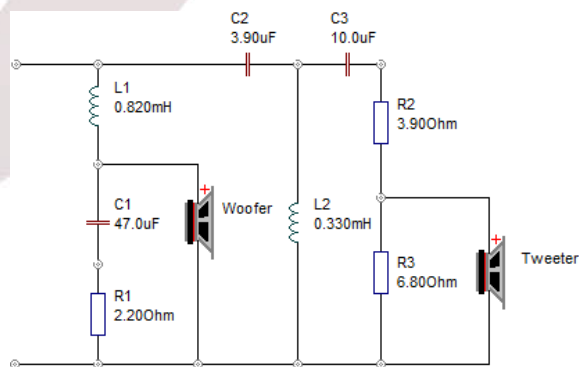 C2
3.90uF
C3
10.0uF
L1
0.820mH
R2
3.90Ohm
C1
47.0uF
+
Woofer
L2
0.330mH
R3
6.80Ohm
+
Tweeter
R1
2.20Ohm